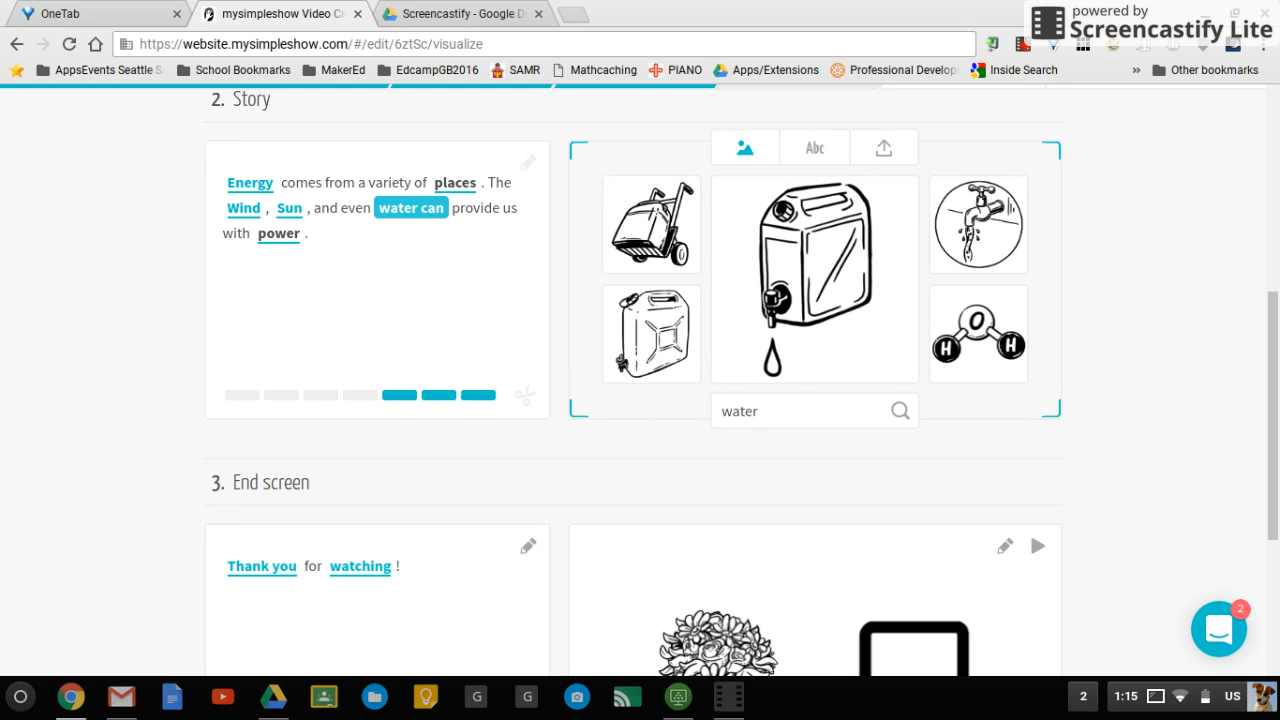 powered by
Screencastify Lite
OneTab
mysimpleshow Video Cr
Screencastify - Google D
https://website.mysimpleshow.com/#/edit/6ztSc/visualize
AppsEvents Seattle S
School Bookmarks
MakerEd
EdcampGB2016
SAMR
Mathcaching
PIANO
Apps/Extensions
Professional Develop
Inside Search
»
Other bookmarks
2. Story
Energy comes from a variety of places . The
Wind , Sun , and even water can provide us
with power .
Abc
H O H
water
3. End screen
Thank you for watching !
2
G
G
2
1:15
US